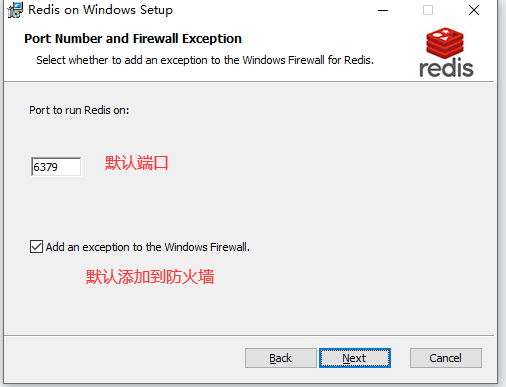 Redis on Windows Setup
Port Number and Firewall Exception
Select whether to add an exception to the Windows Firewall for Redis.
redis
Port to run Redis on:
6379
默认端口
Add an exception to the Windows Firewall.
默认添加到防火墙
Back
Next
Cancel